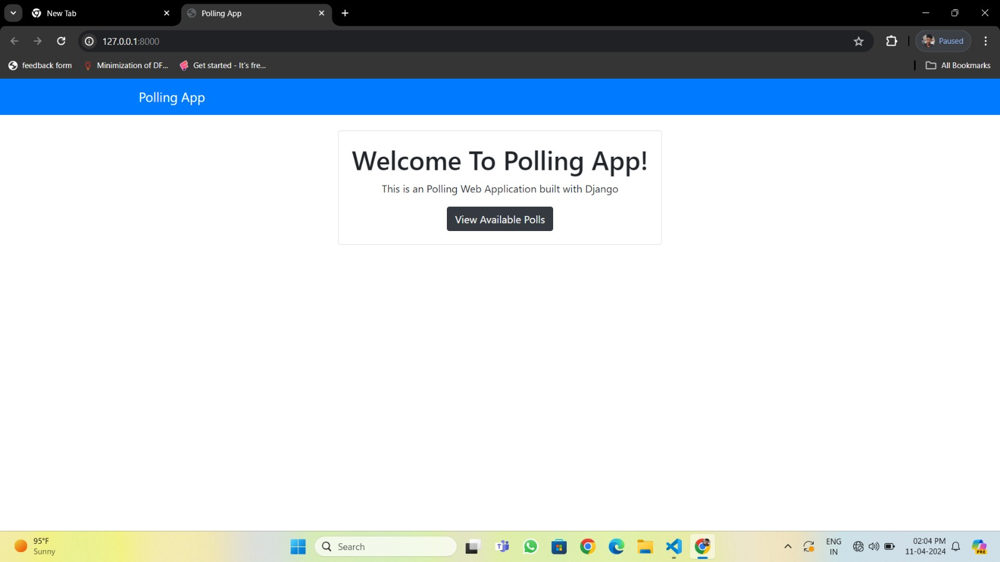 New Tab
Polling App
127.0.0.1:8000
Paused
feedback form
Minimization of DF...
Get started - It's fre...
All Bookmarks
Polling App
Welcome To Polling App!
This is an Polling Web Application built with Django
View Available Polls
95°F
Sunny
Search
ENG
IN
02:04 PM
11-04-2024
PRE